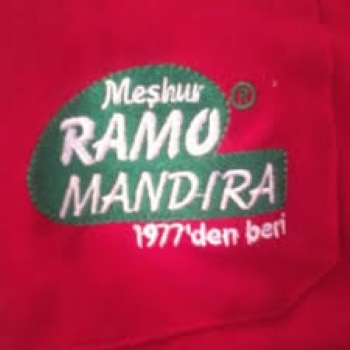 Meşhur ®
RAMO
MANDIRA
1977'den beri